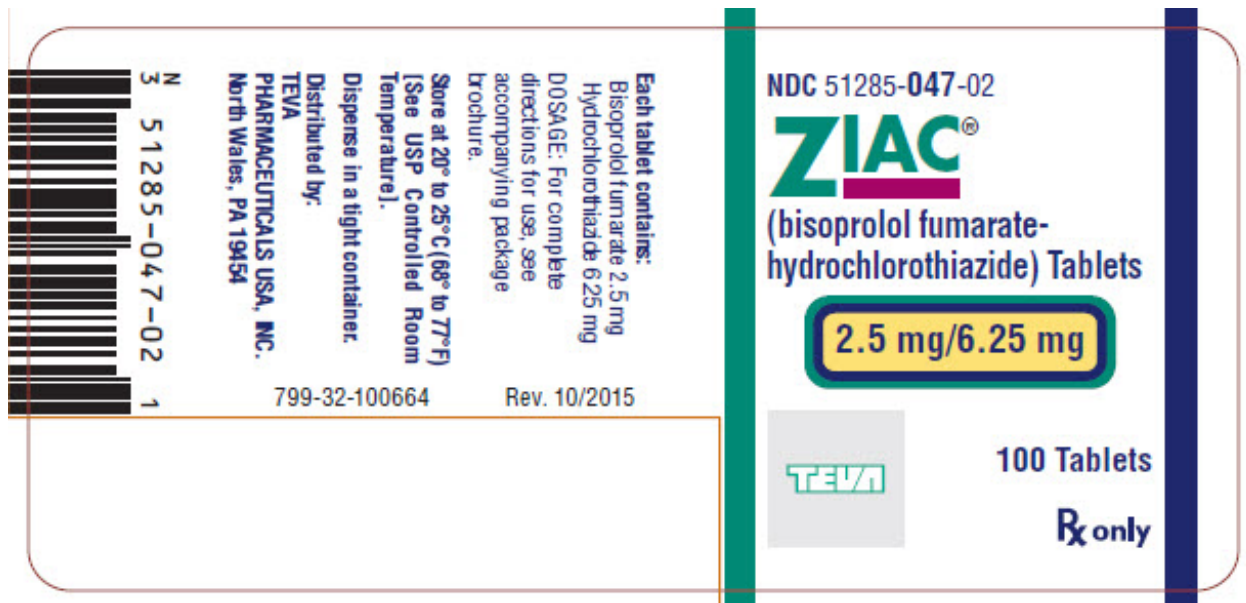 N
3 51285-047-02 1
Each tablet contains:
Bisoprolol fumarate 2.5 mg
Hydrochlorothiazide 6.25 mg
DOSAGE: For complete
directions for use, see
accompanying package
brochure.
Store at 20° to 25°C (68° to 77°F)
[See USP Controlled Room
Temperature].
Dispense in a tight container.
Distributed by:
TEVA
PHARMACEUTICALS USA, INC.
North Wales, PA 19454
799-32-100664 Rev. 10/2015
NDC 51285-047-02
ZIAC®
(bisoprolol fumarate-
hydrochlorothiazide) Tablets
2.5 mg/6.25 mg
TEVA
100 Tablets
Rx only